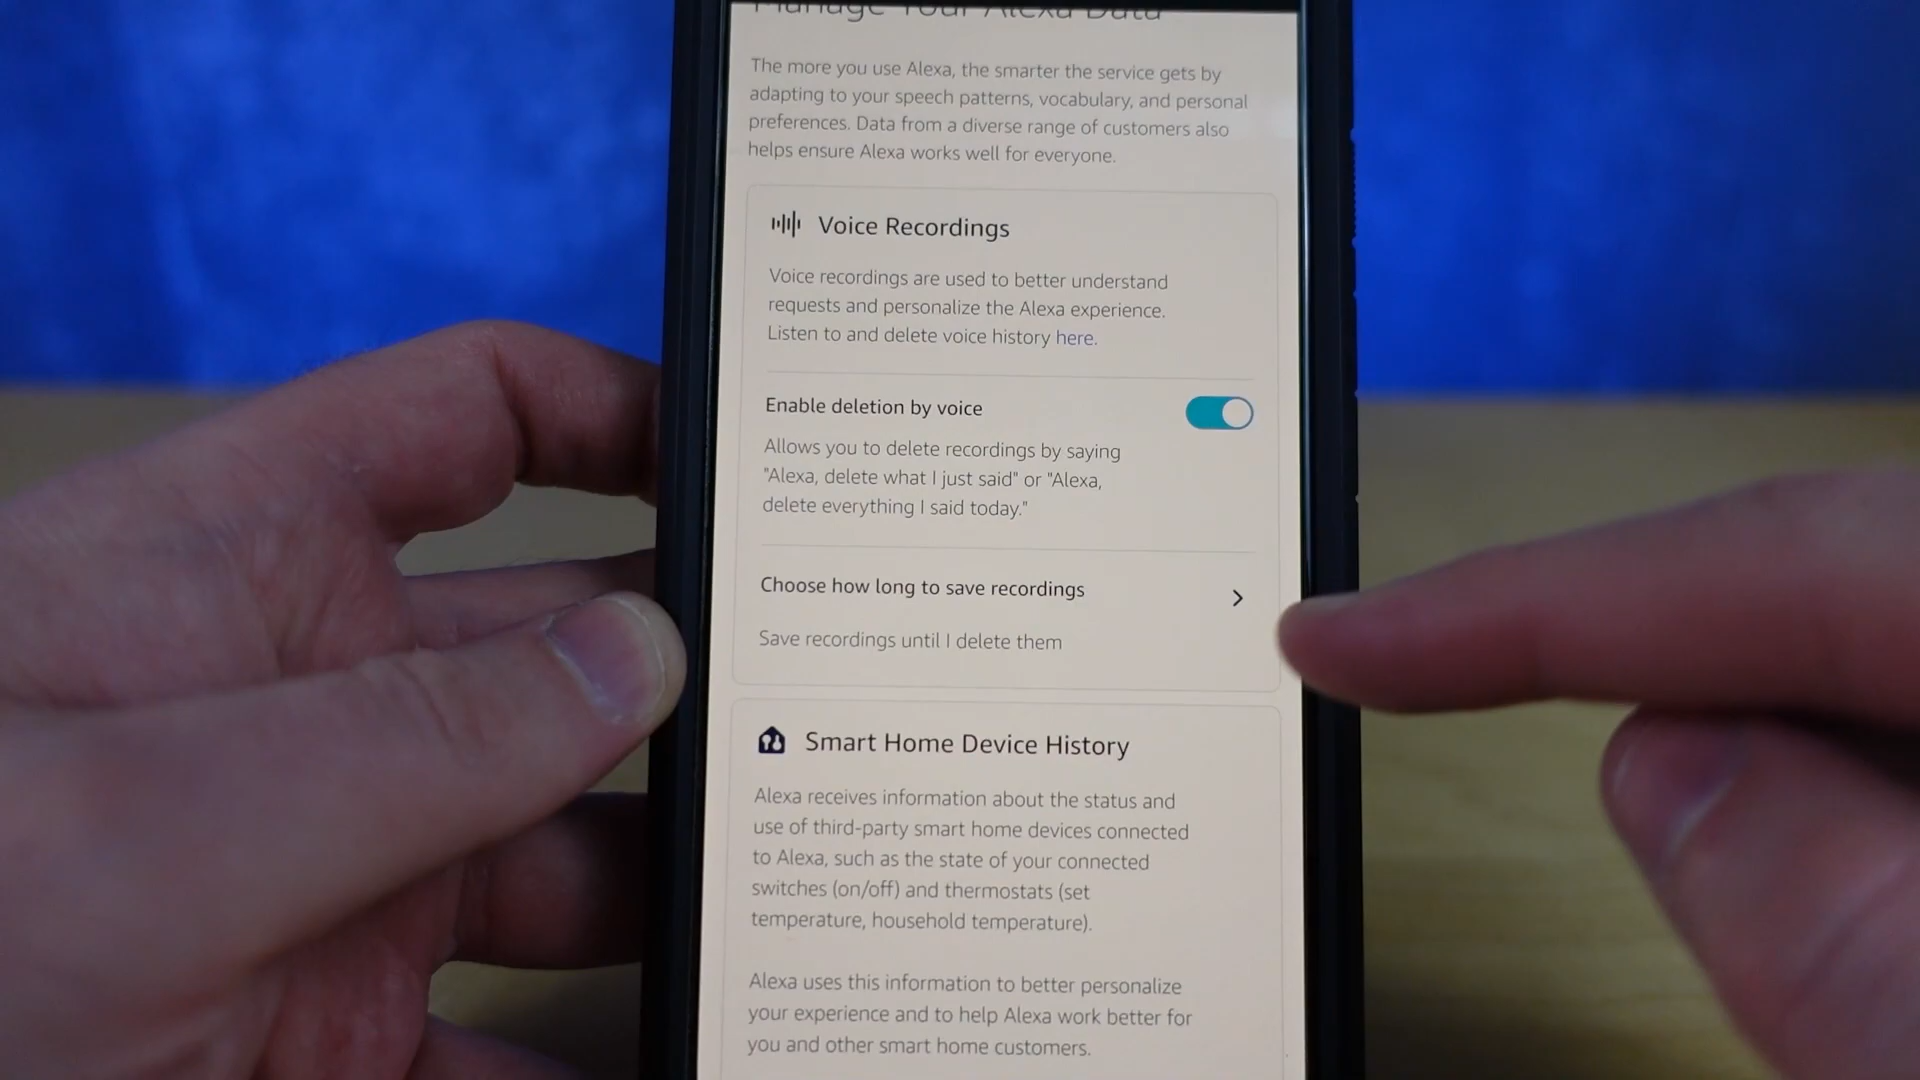 Manage Your Alexa Data
The more you use Alexa, the smarter the service gets by
adapting to your speech patterns, vocabulary, and personal
preferences. Data from a diverse range of customers also
helps ensure Alexa works well for everyone.
Voice Recordings
Voice recordings are used to better understand
requests and personalize the Alexa experience.
Listen to and delete voice history here.
Enable deletion by voice
Allows you to delete recordings by saying
"Alexa, delete what I just said" or "Alexa,
delete everything I said today."
Choose how long to save recordings
Save recordings until I delete them
Smart Home Device History
Alexa receives information about the status and
use of third-party smart home devices connected
to Alexa, such as the state of your connected
switches (on/off) and thermostats (set
temperature, household temperature).
Alexa uses this information to better personalize
your experience and to help Alexa work better for
you and other smart home customers.